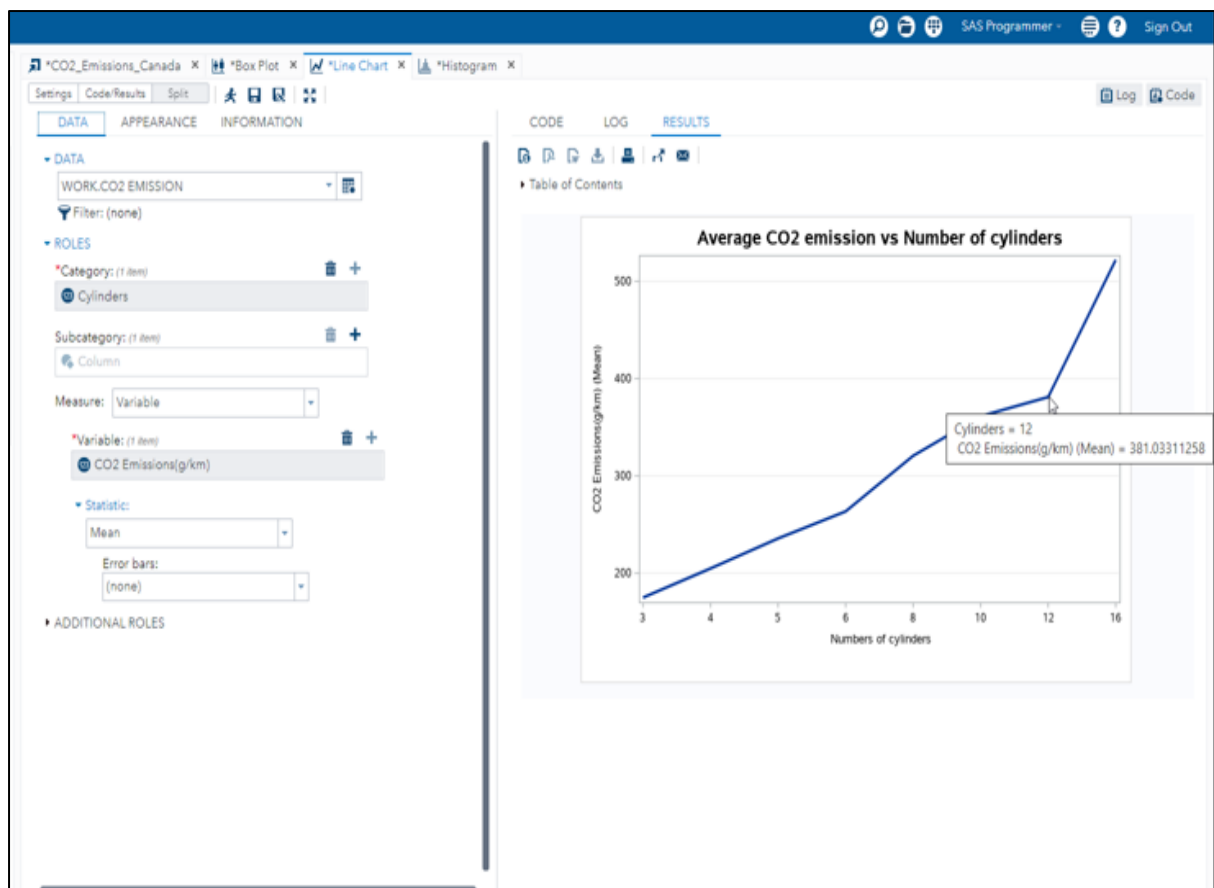 SAS Programmer - Sign Out
*CO2_Emissions_Canada × *Box Plot × *Line Chart × *Histogram ×
Settings Code/Results Split Log Code
DATA APPEARANCE INFORMATION
DATA
WORK.CO2 EMISSION
Filter: (none)
ROLES
*Category: (1 item)
Cylinders
Subcategory: (1 item)
Column
Measure: Variable
*Variable: (1 item)
CO2 Emissions(g/km)
Statistic:
Mean
Error bars:
(none)
ADDITIONAL ROLES
CODE LOG RESULTS
Table of Contents
Average CO2 emission vs Number of cylinders
CO2 Emissions(g/km) (Mean)
500
400
300
200
Cylinders = 12
CO2 Emissions(g/km) (Mean) = 381.03311258
3 4 5 6 8 10 12 16
Numbers of cylinders